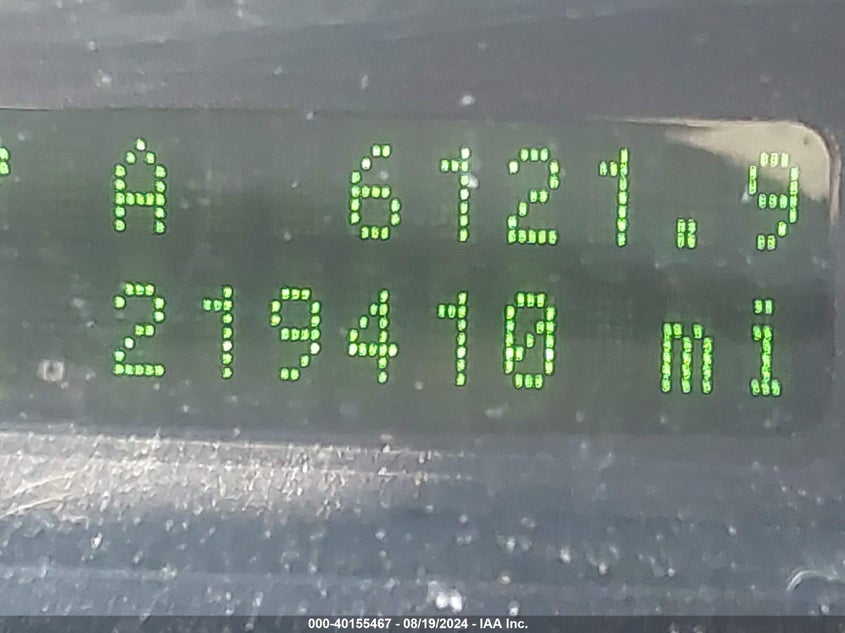 A 6121.9
219410 mi
000-40155467 - 08/19/2024 - IAA Inc.